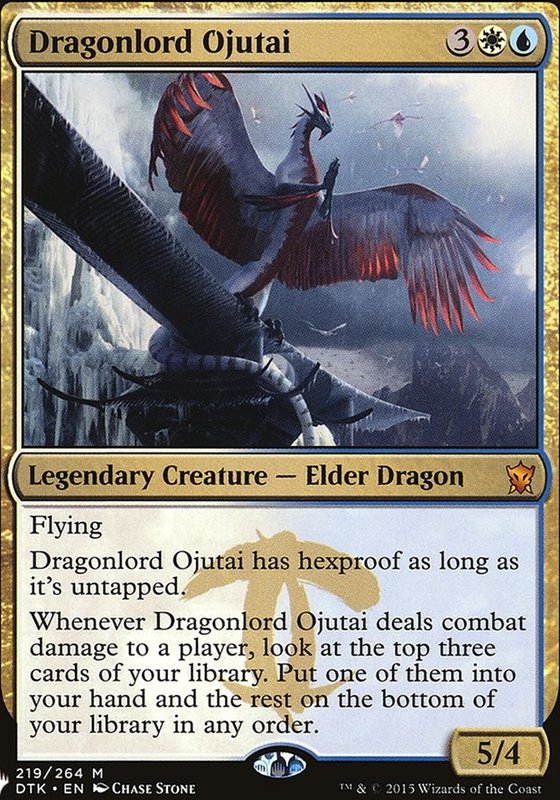 Dragonlord Ojutai 3
Legendary Creature — Elder Dragon
Flying
Dragonlord Ojutai has hexproof as long as
it's untapped.
Whenever Dragonlord Ojutai deals combat
damage to a player, look at the top three
cards of your library. Put one of them into
your hand and the rest on the bottom of
your library in any order.
5/4
219/264 M
DTK • EN Chase Stone
™ & © 2015 Wizards of the Coast